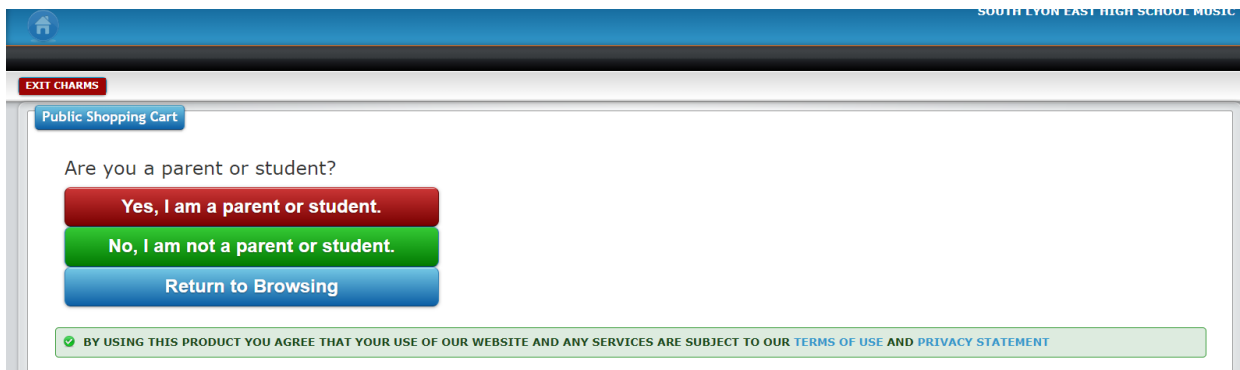 SOUTH LYON EAST HIGH SCHOOL MUSIC
EXIT CHARMS
Public Shopping Cart
Are you a parent or student?
Yes, I am a parent or student.
No, I am not a parent or student.
Return to Browsing
BY USING THIS PRODUCT YOU AGREE THAT YOUR USE OF OUR WEBSITE AND ANY SERVICES ARE SUBJECT TO OUR TERMS OF USE AND PRIVACY STATEMENT